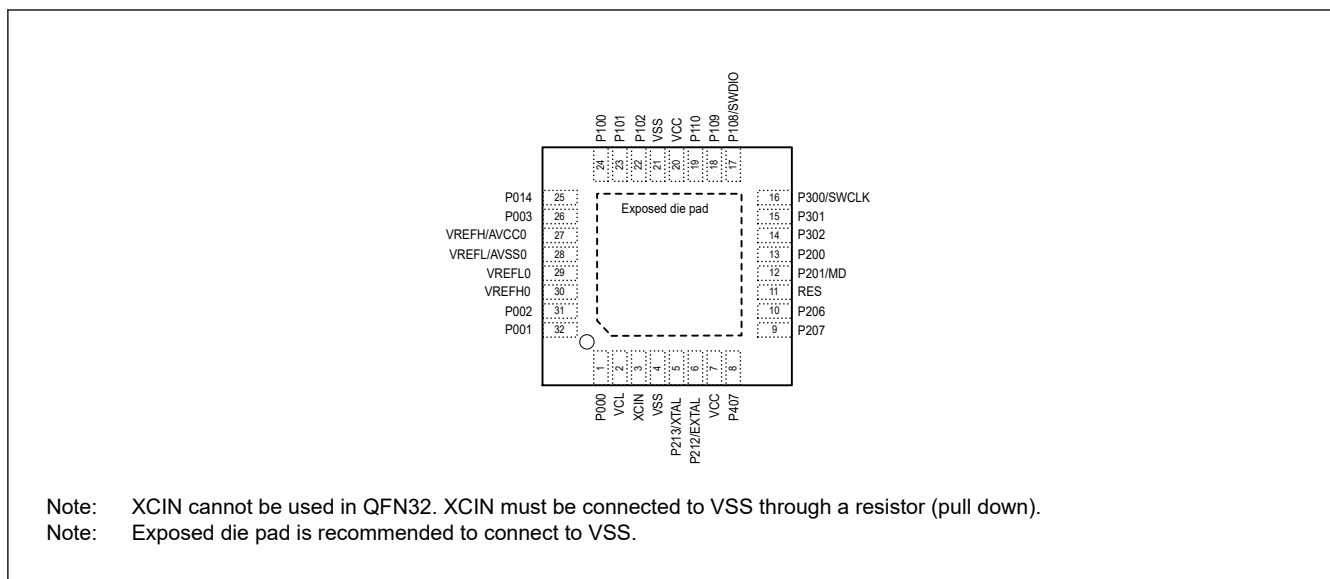 P100
P101
P102
VSS
VCC
P110
P109
P108/SWDIO
24
23
22
21
20
19
18
17
P014 25
P003 26
VREFH/AVCC0 27
VREFL/AVSS0 28
VREFL0 29
VREFH0 30
P002 31
P001 32
Exposed die pad
16 P300/SWCLK
15 P301
14 P302
13 P200
12 P201/MD
11 RES
10 P206
9 P207
1
2
3
4
5
6
7
8
P000
VCL
XCIN
VSS
P213/XTAL
P212/EXTAL
VCC
P407
Note: XCIN cannot be used in QFN32. XCIN must be connected to VSS through a resistor (pull down).
Note: Exposed die pad is recommended to connect to VSS.